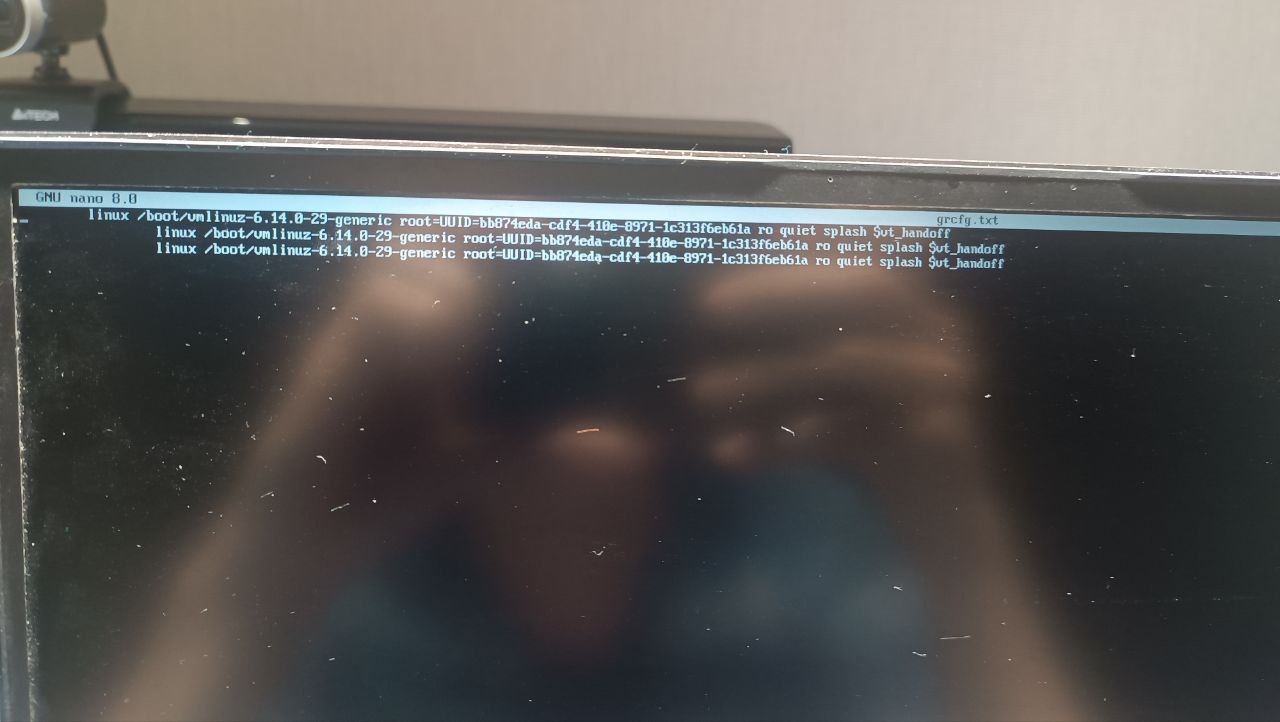 A4TECH
GNU nano 8.0 grcfg.txt
linux /boot/vmlinuz-6.14.0-29-generic root=UUID=bb874eda-cdf4-410e-8971-1c313f6eb61a ro quiet splash $vt_handoff
linux /boot/vmlinuz-6.14.0-29-generic root=UUID=bb874eda-cdf4-410e-8971-1c313f6eb61a ro quiet splash $vt_handoff
linux /boot/vmlinuz-6.14.0-29-generic root=UUID=bb874eda-cdf4-410e-8971-1c313f6eb61a ro quiet splash $vt_handoff